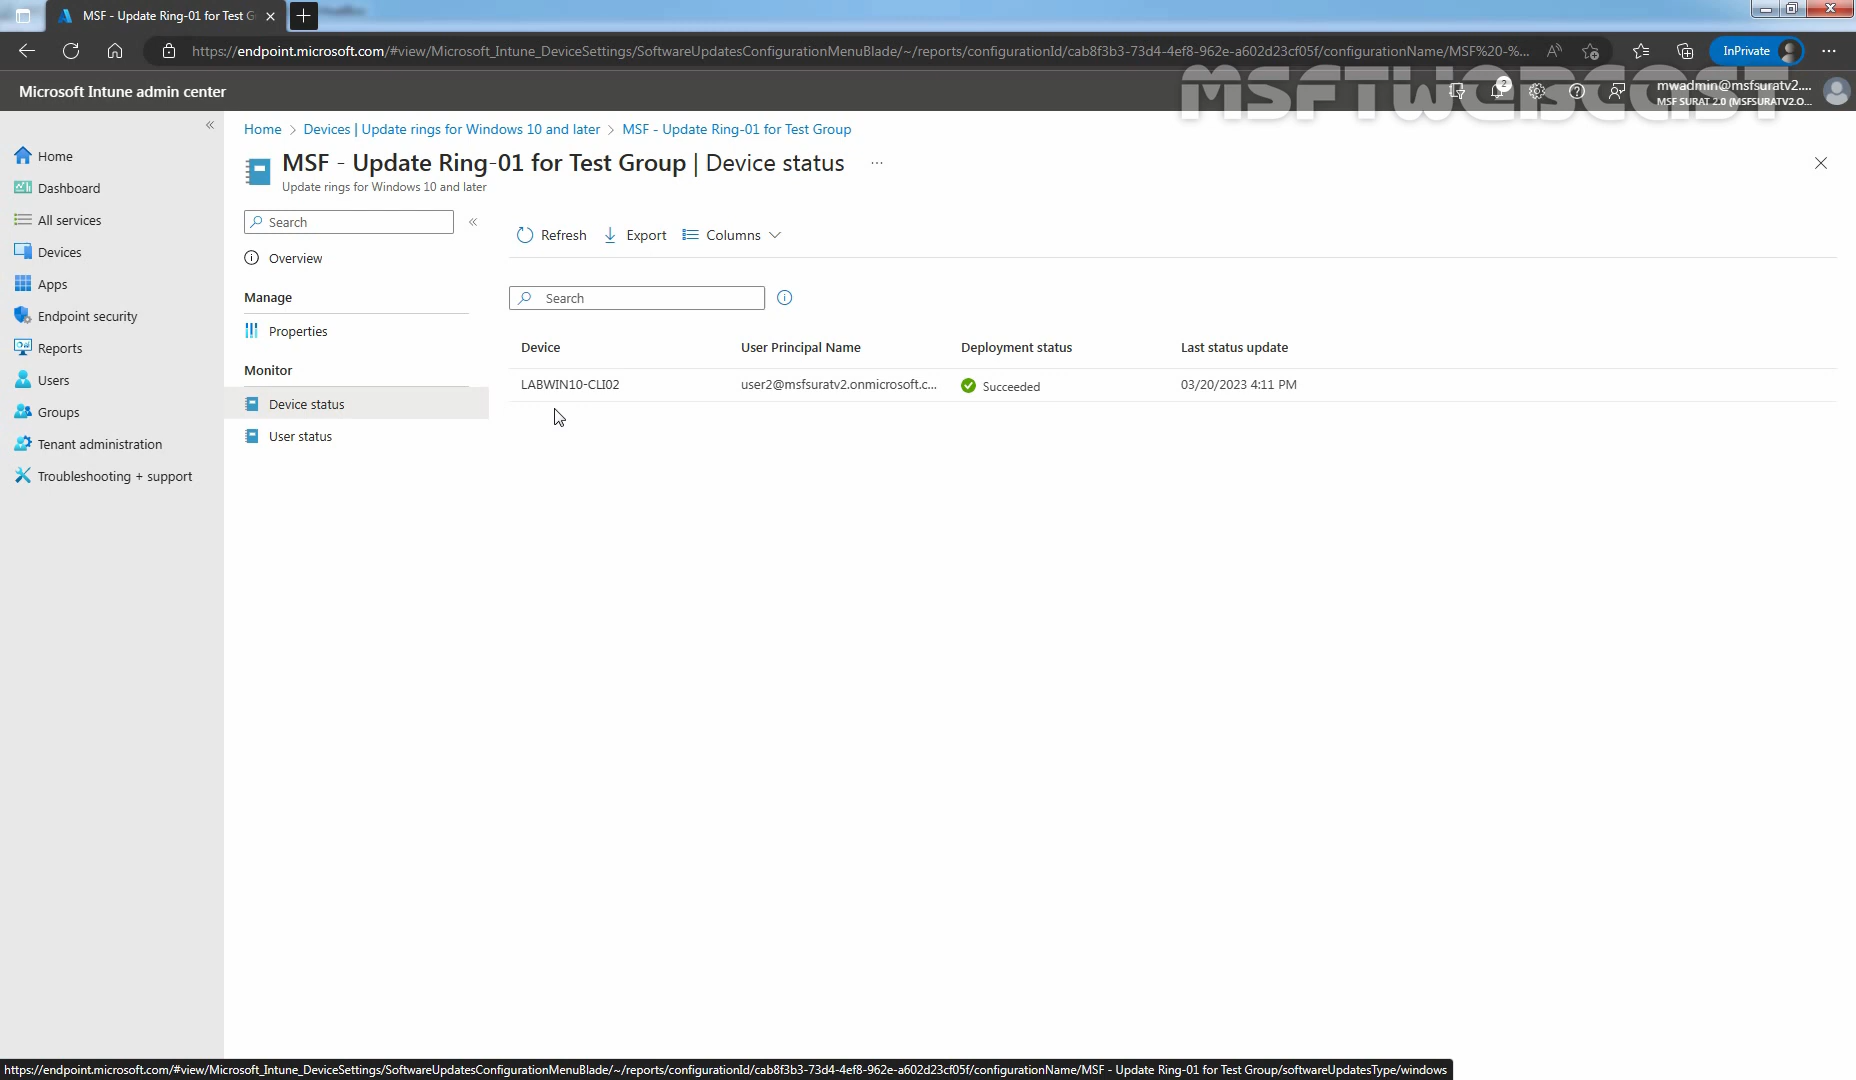 MSF - Update Ring-01 for Test G
https://endpoint.microsoft.com/#view/Microsoft_Intune_DeviceSettings/SoftwareUpdatesConfigurationMenuBlade/~/reports/configurationId/cab8f3b3-73d4-4ef8-962e-a602d23cf05f/configurationName/MSF%20-%...
InPrivate
Microsoft Intune admin center
MSFTWEBCAST
2
mwadmin@msfsuratv2....
MSF SURAT 2.0 (MSFSURATV2.O...
Home > Devices | Update rings for Windows 10 and later > MSF - Update Ring-01 for Test Group
MSF - Update Ring-01 for Test Group | Device status ...
Update rings for Windows 10 and later
Home
Dashboard
All services
Devices
Apps
Endpoint security
Reports
Users
Groups
Tenant administration
Troubleshooting + support
Search
Overview
Manage
Properties
Monitor
Device status
User status
Refresh Export Columns
Search
Device User Principal Name Deployment status Last status update
LABWIN10-CLI02 user2@msfsuratv2.onmicrosoft.c... Succeeded 03/20/2023 4:11 PM
https://endpoint.microsoft.com/#view/Microsoft_Intune_DeviceSettings/SoftwareUpdatesConfigurationMenuBlade/~/reports/configurationId/cab8f3b3-73d4-4ef8-962e-a602d23cf05f/configurationName/MSF - Update Ring-01 for Test Group/softwareUpdatesType/windows